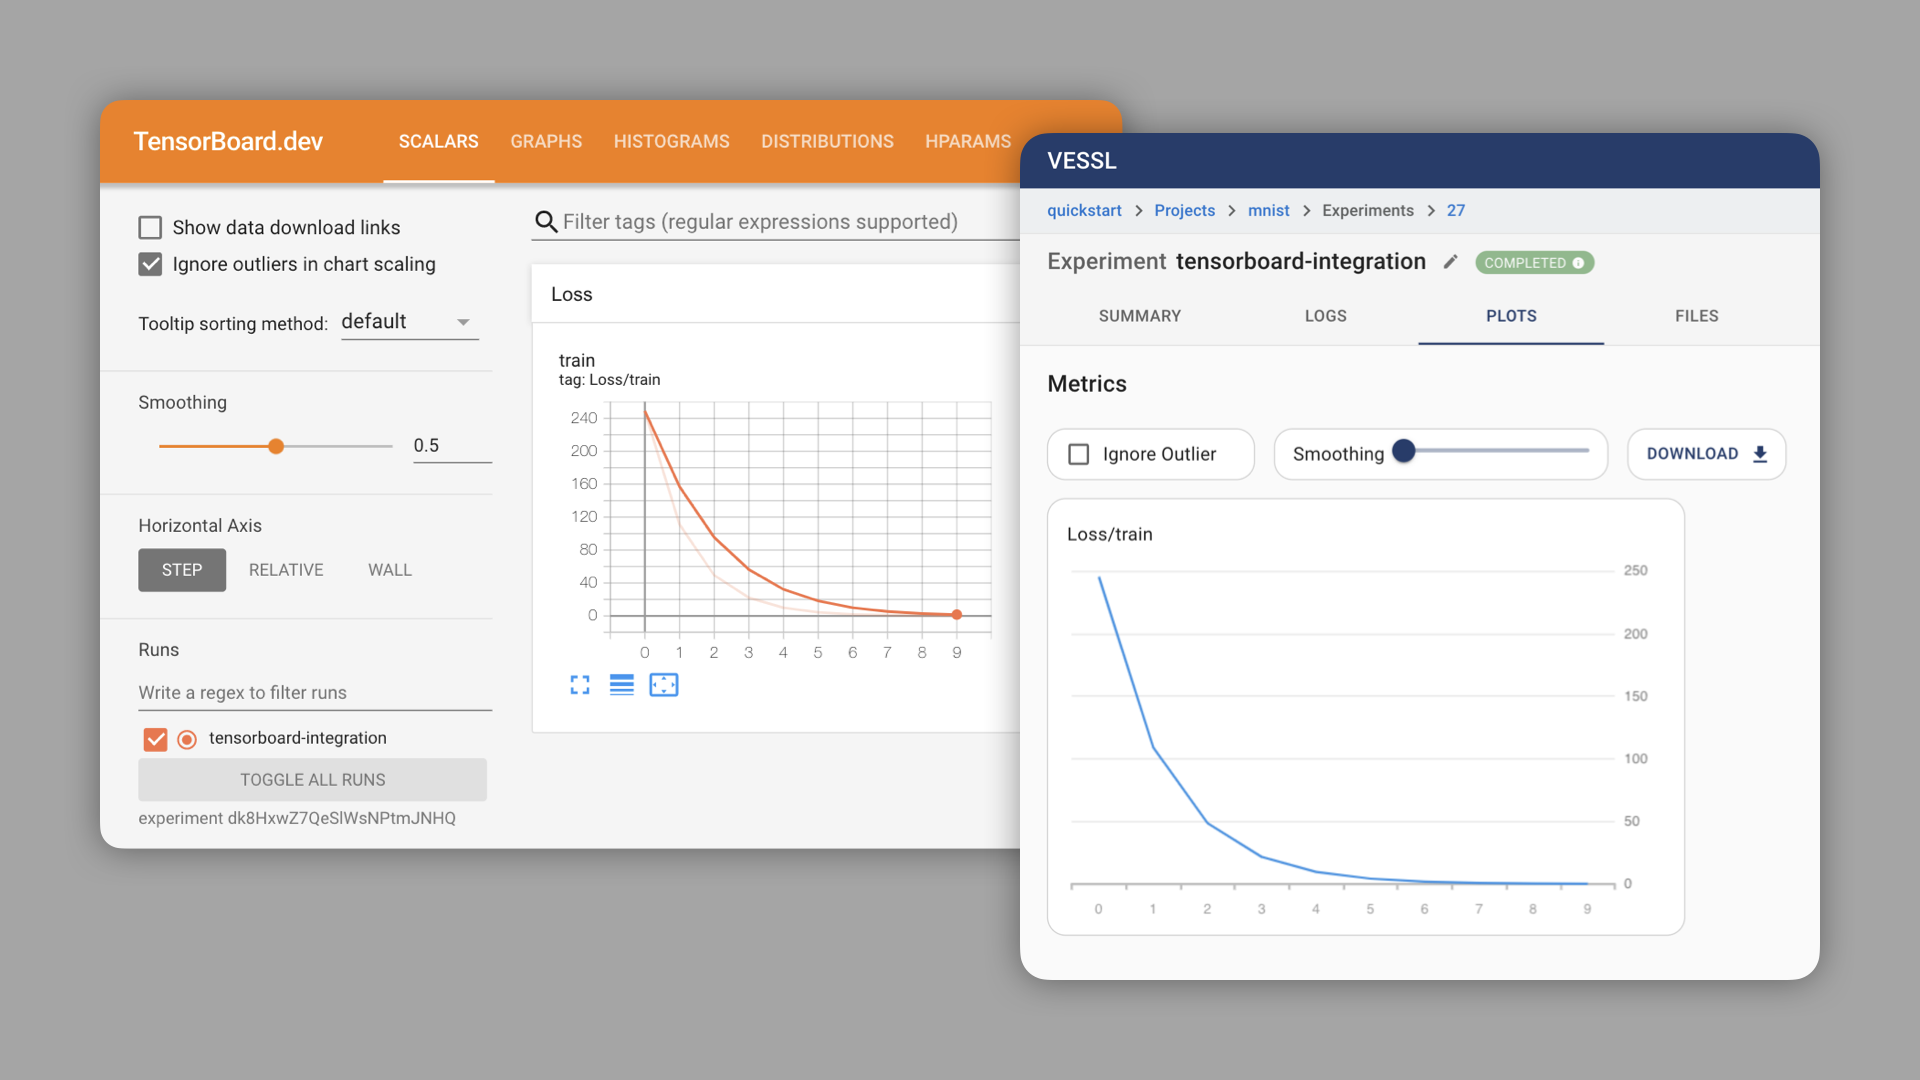 TensorBoard.dev
SCALARS GRAPHS HISTOGRAMS DISTRIBUTIONS HPARAMS
Show data download links
Ignore outliers in chart scaling
Tooltip sorting method: default
Smoothing
0.5
Horizontal Axis
STEP RELATIVE WALL
Runs
Write a regex to filter runs
tensorboard-integration
TOGGLE ALL RUNS
experiment dk8HxwZ7QeSlWsNPtmJNHQ
Filter tags (regular expressions supported)
Loss
train
tag: Loss/train
240
200
160
120
80
40
0
0 1 2 3 4 5 6 7 8 9
VESSL
quickstart > Projects > mnist > Experiments > 27
Experiment tensorboard-integration COMPLETED
SUMMARY LOGS PLOTS FILES
Metrics
Ignore Outlier Smoothing DOWNLOAD
Loss/train
250
200
150
100
50
0
0 1 2 3 4 5 6 7 8 9